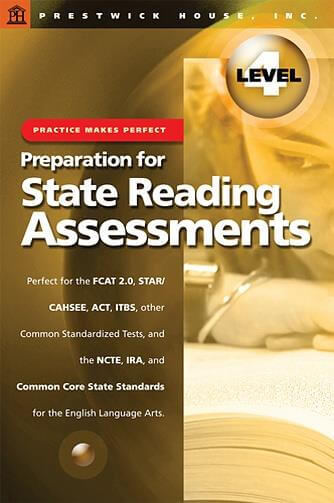 PRESTWICK HOUSE, INC.
LEVEL
4
PRACTICE MAKES PERFECT
Preparation for
State Reading
Assessments
Perfect for the FCAT 2.0, STAR/
CAHSEE, ACT, ITBS, other
Common Standardized Tests, and
the NCTE, IRA, and
Common Core State Standards
for the English Language Arts.